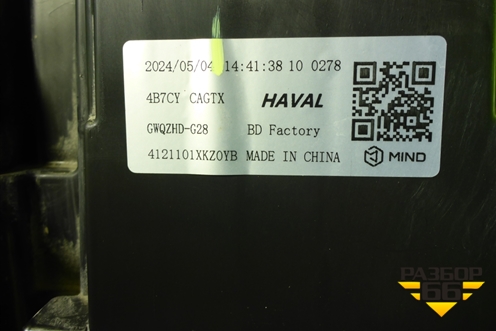 2024/05/04 14:41:38 10 0278
4B7CY CAGTX HAVAL
GWQZHD-G28 BD Factory
4121101XKZ0YB MADE IN CHINA
MIND
РАЗБОР
66